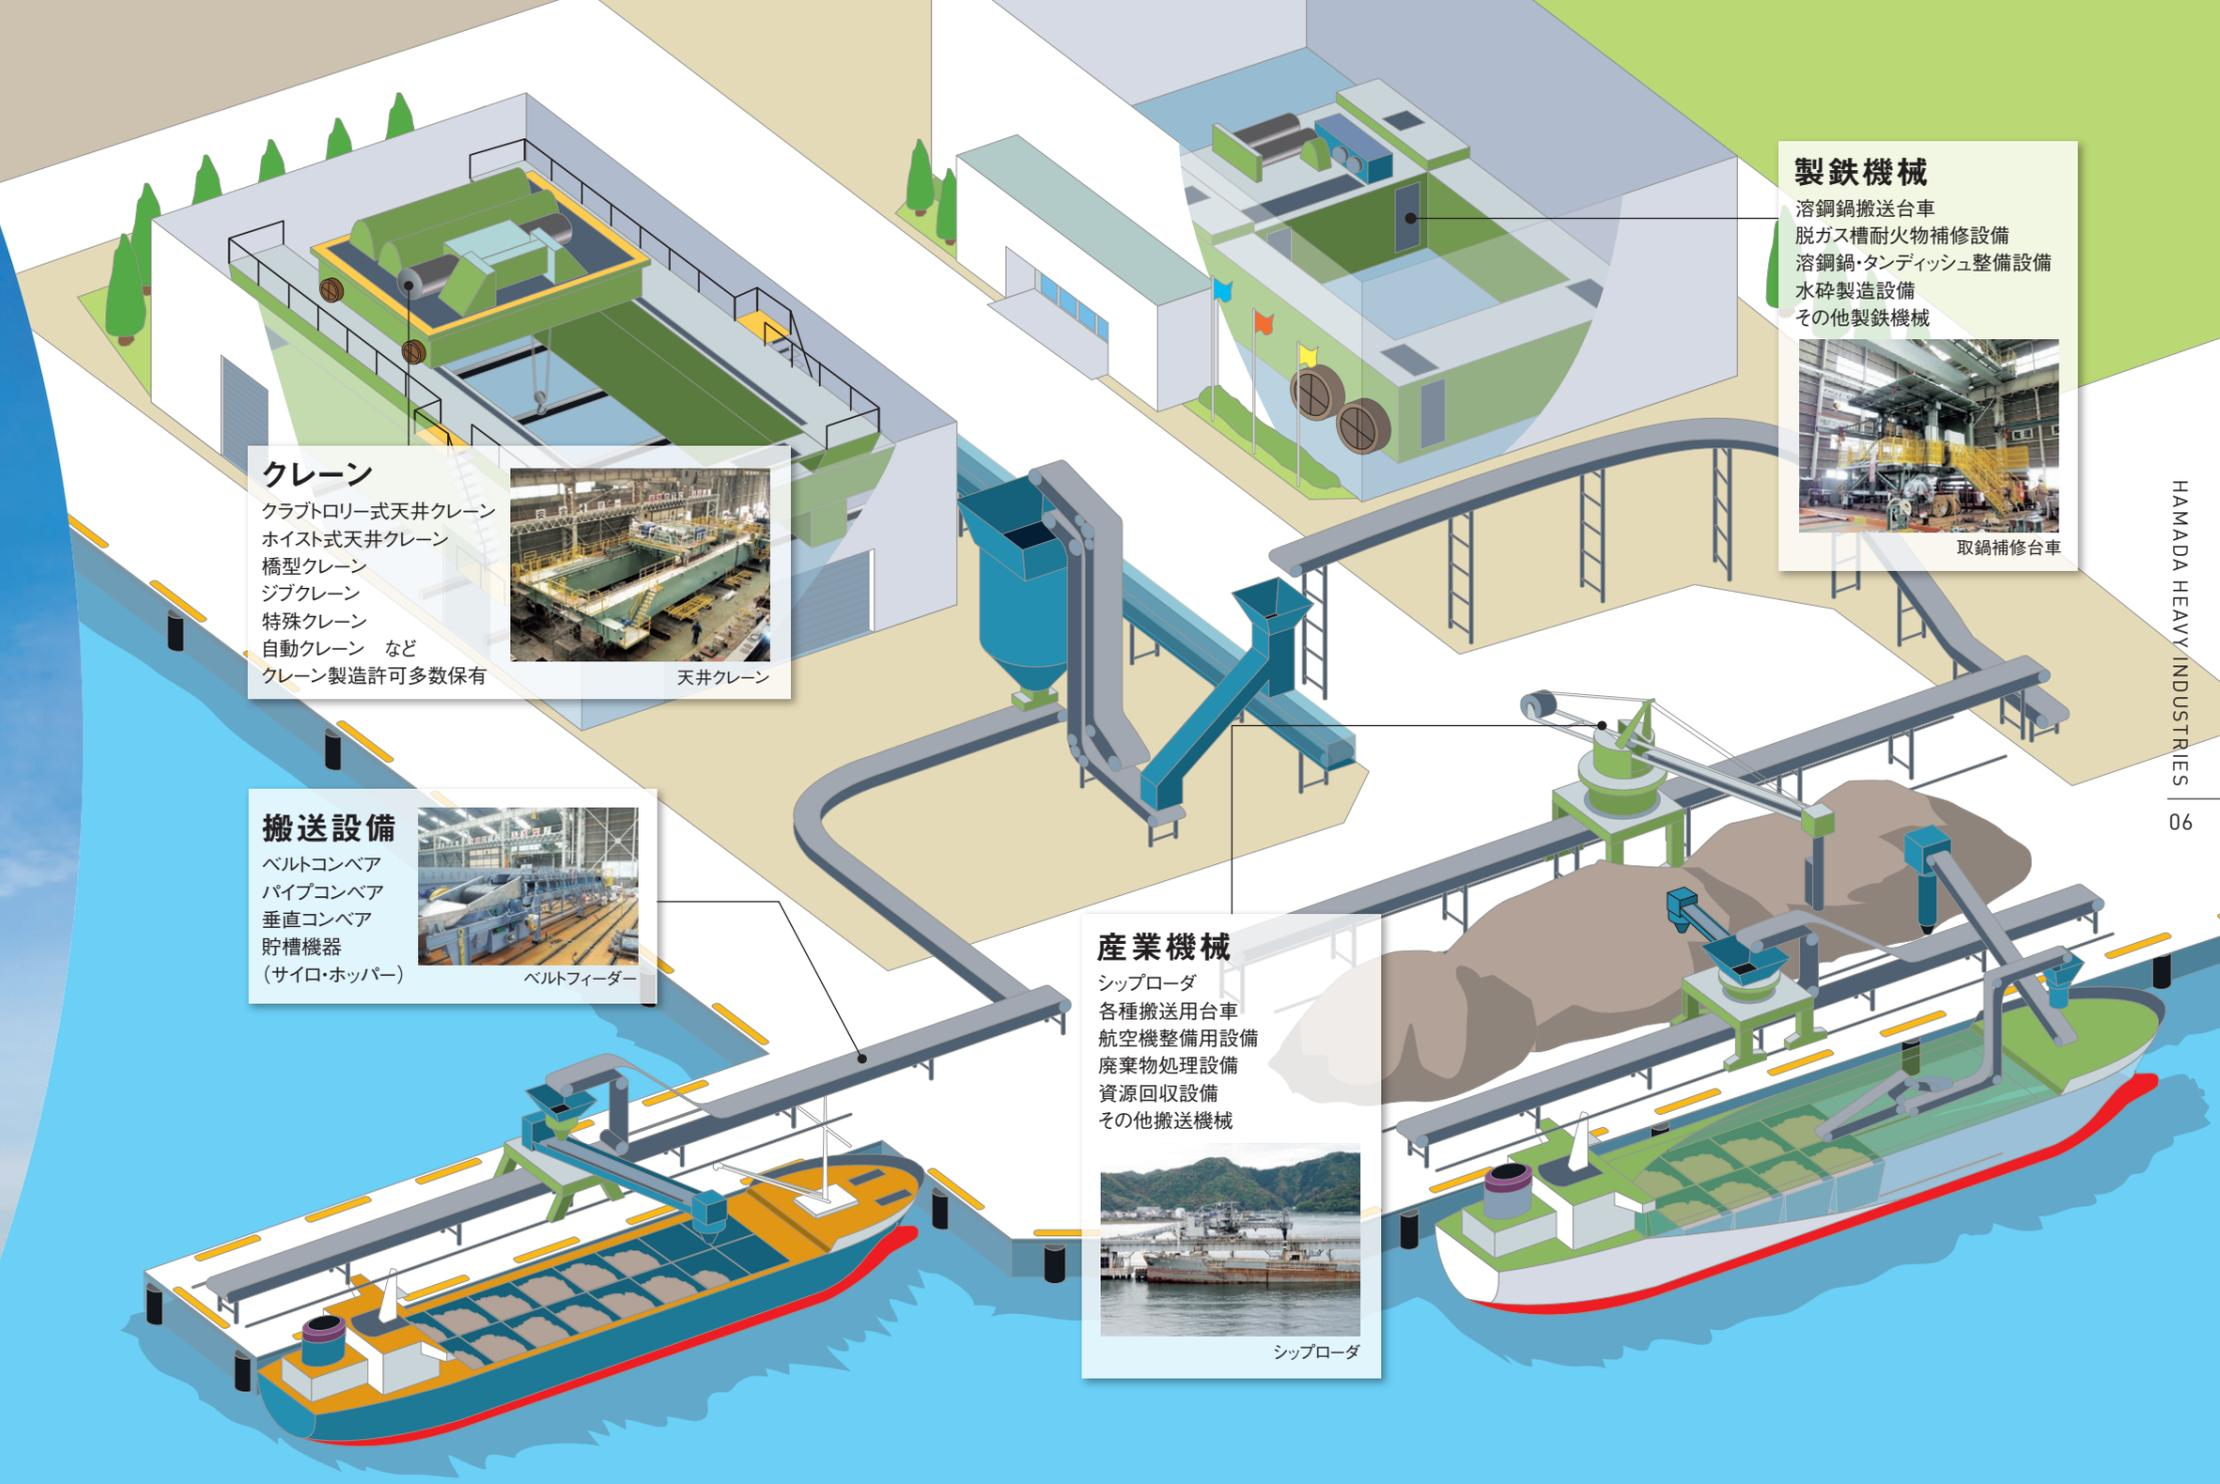 製鉄機械
溶鋼鍋搬送台車
脱ガス槽耐火物補修設備
溶鋼鍋・タンディッシュ整備設備
水砕製造設備
その他製鉄機械
取鍋補修台車
クレーン
クラブトロリー式天井クレーン
ホイスト式天井クレーン
橋型クレーン
ジブクレーン
特殊クレーン
自動クレーン　など
クレーン製造許可多数保有
天井クレーン
搬送設備
ベルトコンベア
パイプコンベア
垂直コンベア
貯槽機器
（サイロ・ホッパー）
ベルトフィーダー
産業機械
シップローダ
各種搬送用台車
航空機整備用設備
廃棄物処理設備
資源回収設備
その他搬送機械
シップローダ
HAMADA HEAVY INDUSTRIES
06